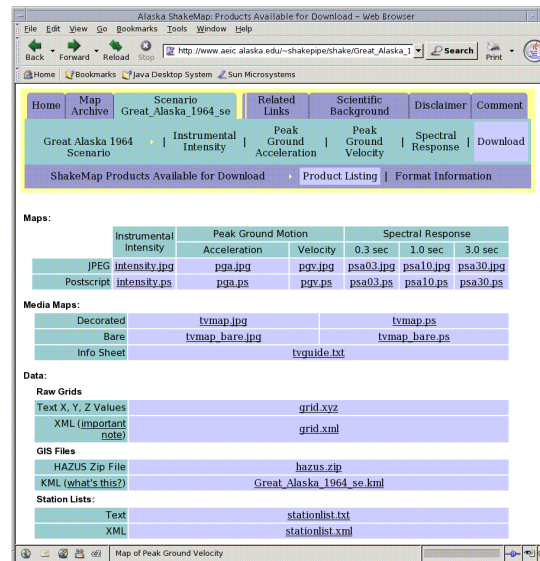 Alaska ShakeMap: Products Available for Download - Web Browser
File Edit View Go Bookmarks Tools Window Help
Back Forward Reload Stop http://www.aeic.alaska.edu/~shakepipe/shake/Great_Alaska_1 Search Print
Home Bookmarks Java Desktop System Sun Microsystems
Home Map Archive Scenario Great_Alaska_1964_se Related Links Scientific Background Disclaimer Comment
Great Alaska 1964 Scenario | Instrumental Intensity | Peak Ground Acceleration | Peak Ground Velocity | Spectral Response | Download
ShakeMap Products Available for Download Product Listing | Format Information
Maps:
Instrumental Intensity Peak Ground Motion Spectral Response
Acceleration Velocity 0.3 sec 1.0 sec 3.0 sec
JPEG intensity.jpg pga.jpg pgv.jpg psa03.jpg psa10.jpg psa30.jpg
Postscript intensity.ps pga.ps pgv.ps psa03.ps psa10.ps psa30.ps
Media Maps:
Decorated tvmap.jpg tvmap.ps
Bare tvmap_bare.jpg tvmap_bare.ps
Info Sheet tvguide.txt
Data:
Raw Grids
Text X, Y, Z Values grid.xyz
XML (important note) grid.xml
GIS Files
HAZUS Zip File hazus.zip
KML (what's this?) Great_Alaska_1964_se.kml
Station Lists:
Text stationlist.txt
XML stationlist.xml
Map of Peak Ground Velocity